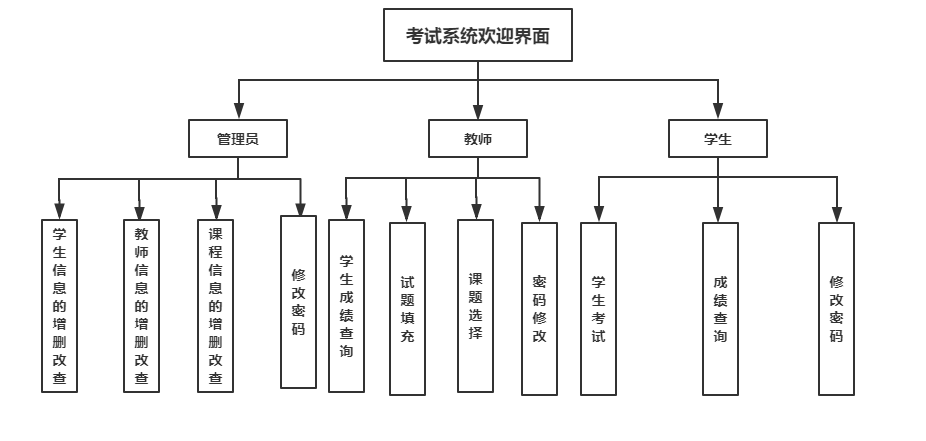 考试系统欢迎界面
管理员
教师
学生
学生信息的增删改查
教师信息的增删改查
课程信息的增删改查
修改密码
学生成绩查询
试题填充
课题选择
密码修改
学生考试
成绩查询
修改密码